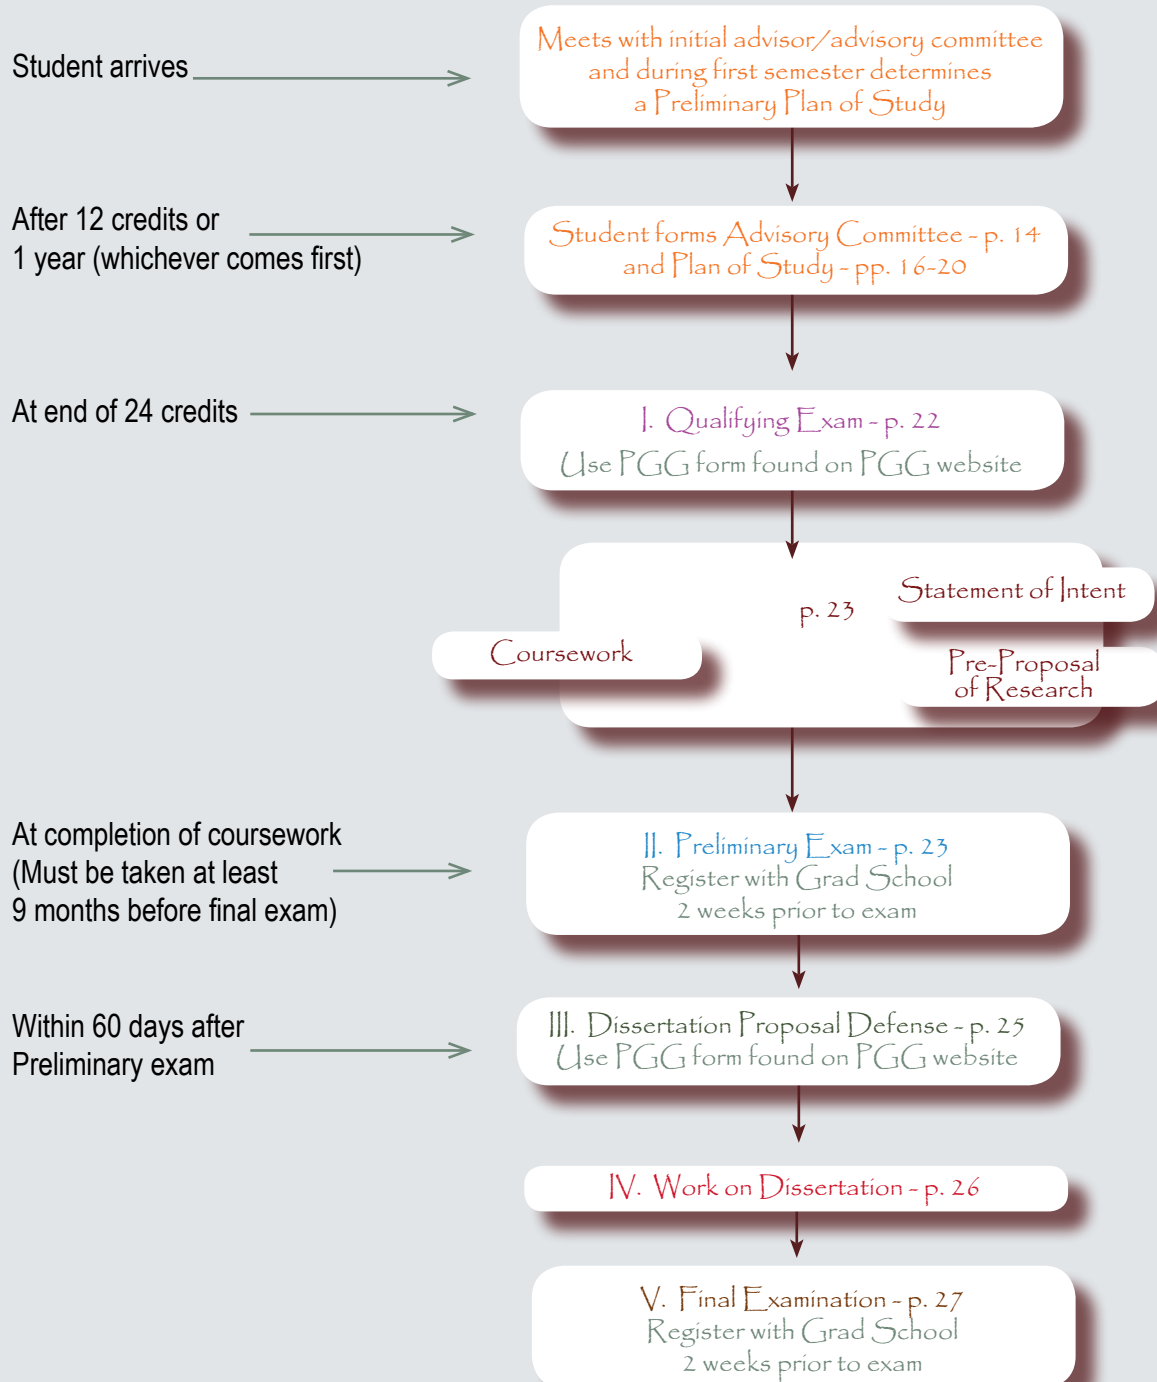 Student arrives
Meets with initial advisor/advisory committee
and during first semester determines
a Preliminary Plan of Study
After 12 credits or
1 year (whichever comes first)
Student forms Advisory Committee - p. 14
and Plan of Study - pp. 16-20
At end of 24 credits
I. Qualifying Exam - p. 22
Use PGG form found on PGG website
Statement of Intent
p. 23
Coursework
Pre-Proposal
of Research
At completion of coursework
(Must be taken at least
9 months before final exam)
II. Preliminary Exam - p. 23
Register with Grad School
2 weeks prior to exam
Within 60 days after
Preliminary exam
III. Dissertation Proposal Defense - p. 25
Use PGG form found on PGG website
IV. Work on Dissertation - p. 26
V. Final Examination - p. 27
Register with Grad School
2 weeks prior to exam